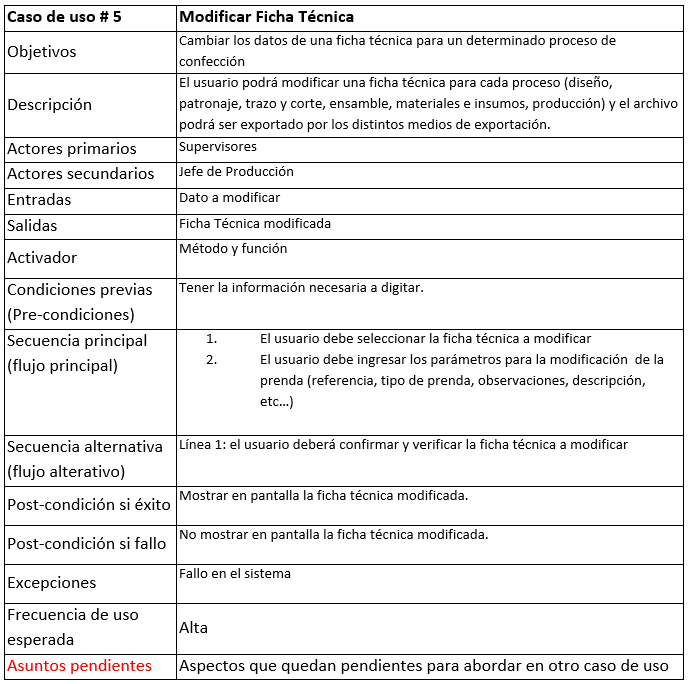 Caso de uso # 5
Modificar Ficha Técnica
Objetivos
Cambiar los datos de una ficha técnica para un determinado proceso de
confección
Descripción
El usuario podrá modificar una ficha técnica para cada proceso (diseño,
patronaje, trazo y corte, ensamble, materiales e insumos, producción) y el archivo
podrá ser exportado por los distintos medios de exportación.
Actores primarios
Supervisores
Actores secundarios
Jefe de Producción
Entradas
Dato a modificar
Salidas
Ficha Técnica modificada
Activador
Método y función
Condiciones previas
(Pre-condiciones)
Tener la información necesaria a digitar.
Secuencia principal
(flujo principal)
1. El usuario debe seleccionar la ficha técnica a modificar
2. El usuario debe ingresar los parámetros para la modificación de la
prenda (referencia, tipo de prenda, observaciones, descripción,
etc…)
Secuencia alternativa
(flujo alterativo)
Línea 1: el usuario deberá confirmar y verificar la ficha técnica a modificar
Post-condición si éxito
Mostrar en pantalla la ficha técnica modificada.
Post-condición si fallo
No mostrar en pantalla la ficha técnica modificada.
Excepciones
Fallo en el sistema
Frecuencia de uso
esperada
Alta
Asuntos pendientes
Aspectos que quedan pendientes para abordar en otro caso de uso